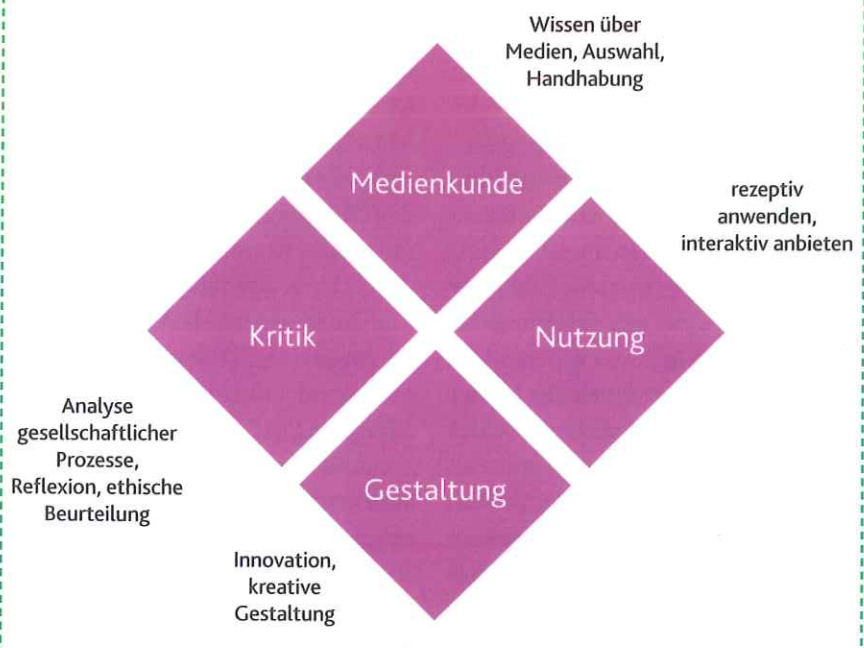 Wissen über
Medien, Auswahl,
Handhabung
Medienkunde
rezeptiv
anwenden,
interaktiv anbieten
Kritik
Nutzung
Analyse
gesellschaftlicher
Prozesse,
Reflexion, ethische
Beurteilung
Gestaltung
Innovation,
kreative
Gestaltung